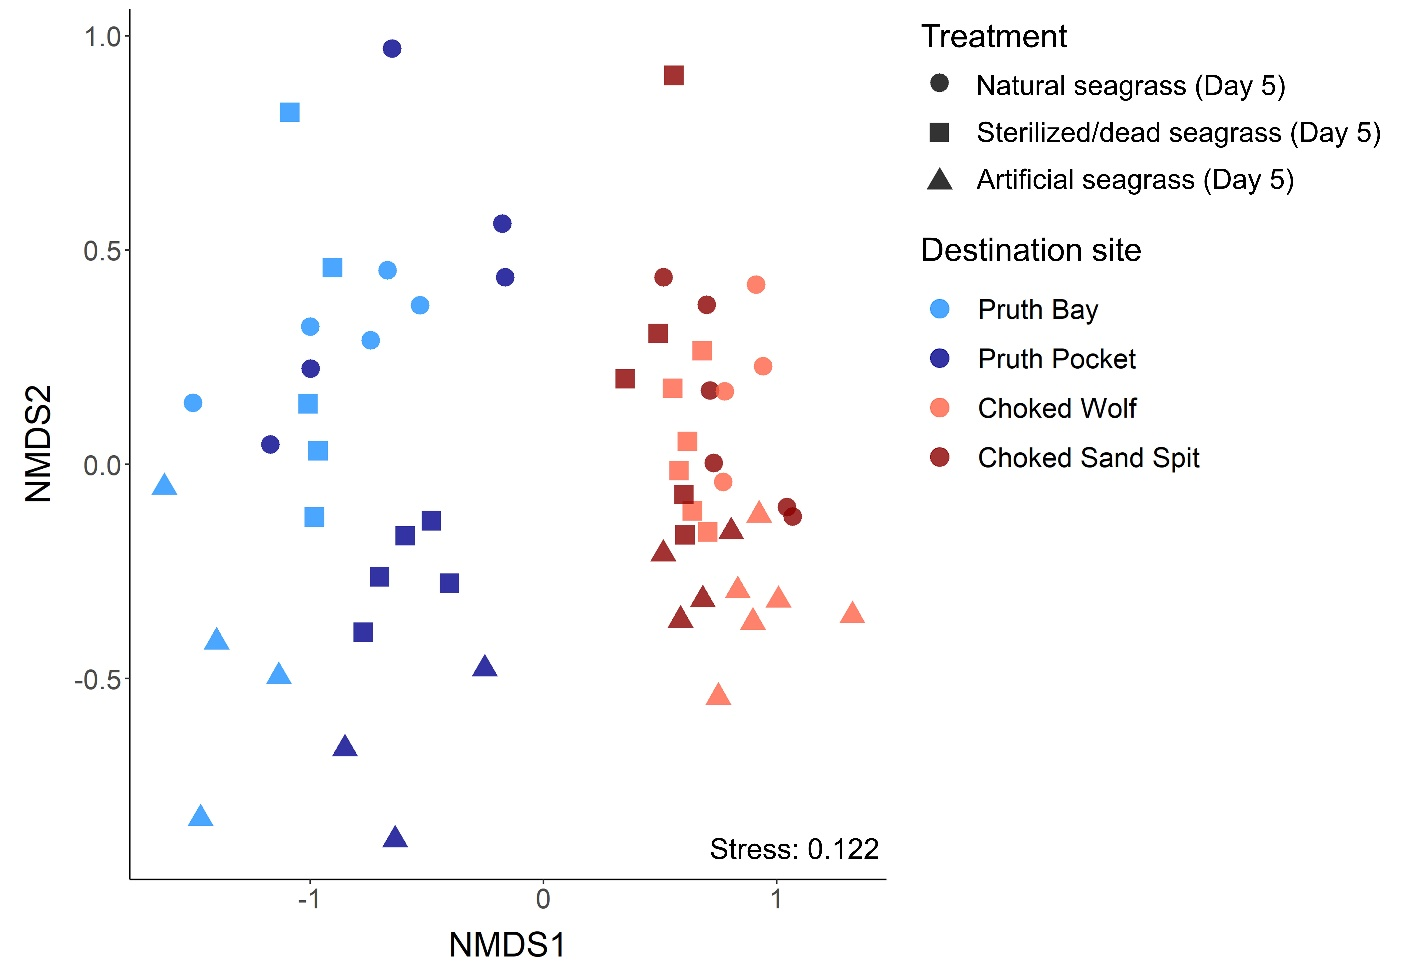 1.0
0.5
0.0
-0.5
NMDS2
-1
0
1
NMDS1
Stress: 0.122
Treatment
Natural seagrass (Day 5)
Sterilized/dead seagrass (Day 5)
Artificial seagrass (Day 5)
Destination site
Pruth Bay
Pruth Pocket
Choked Wolf
Choked Sand Spit